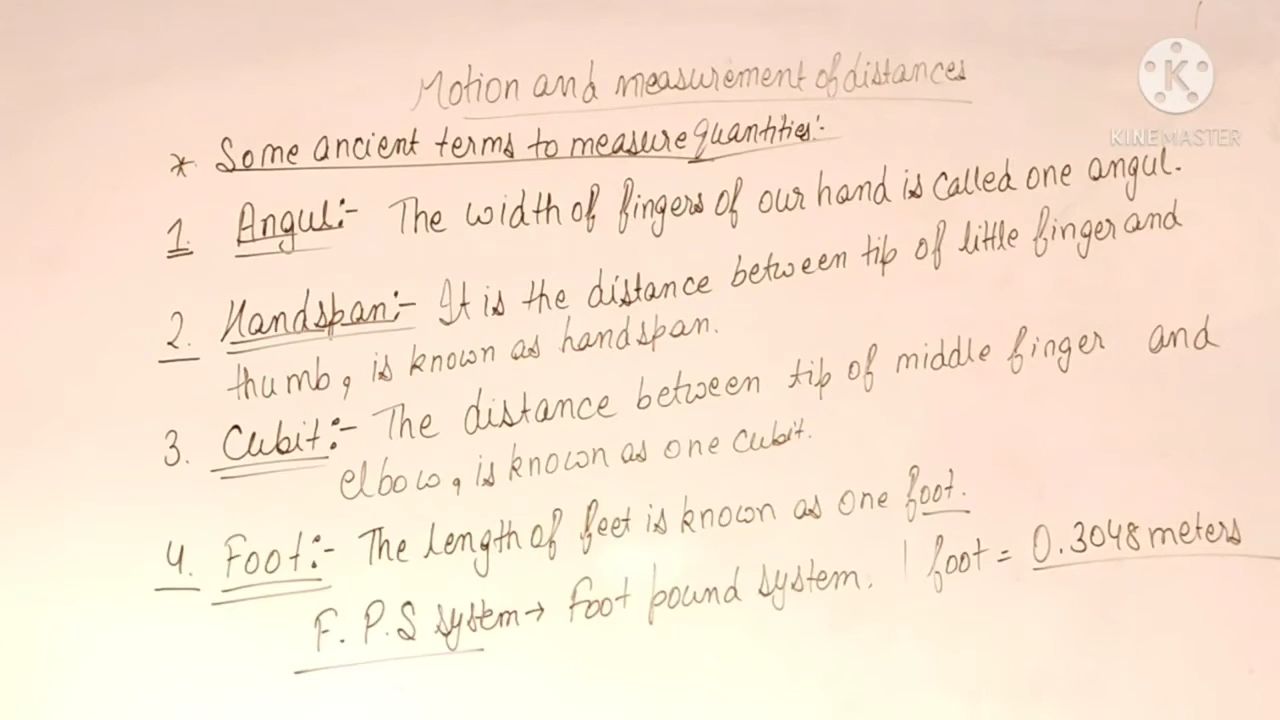 Motion and measurement of distances
KINEMASTER
* Some ancient terms to measure quantities:-
1. Angul:- The width of fingers of our hand is called one angul.
2. Handspan:- It is the distance between tip of little finger and
thumb, is known as handspan.
3. Cubit:- The distance between tip of middle finger and
elbow, is known as one cubit.
4. Foot:- The length of feet is known as one foot.
F.P.S system → foot pound system. 1 foot = 0.3048 meters